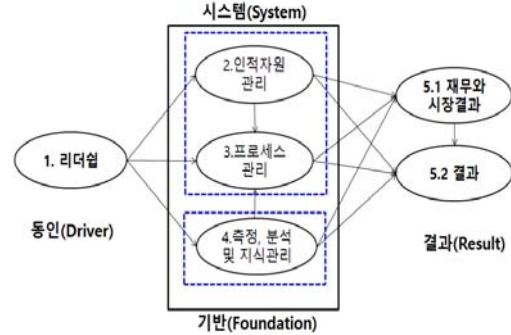 시스템(System)
2.인적자원
관리
5.1 재무와
시장결과
1. 리더쉽
3.프로세스
관리
5.2 결과
동인(Driver)
4.측정, 분석
및 지식관리
결과(Result)
기반(Foundation)